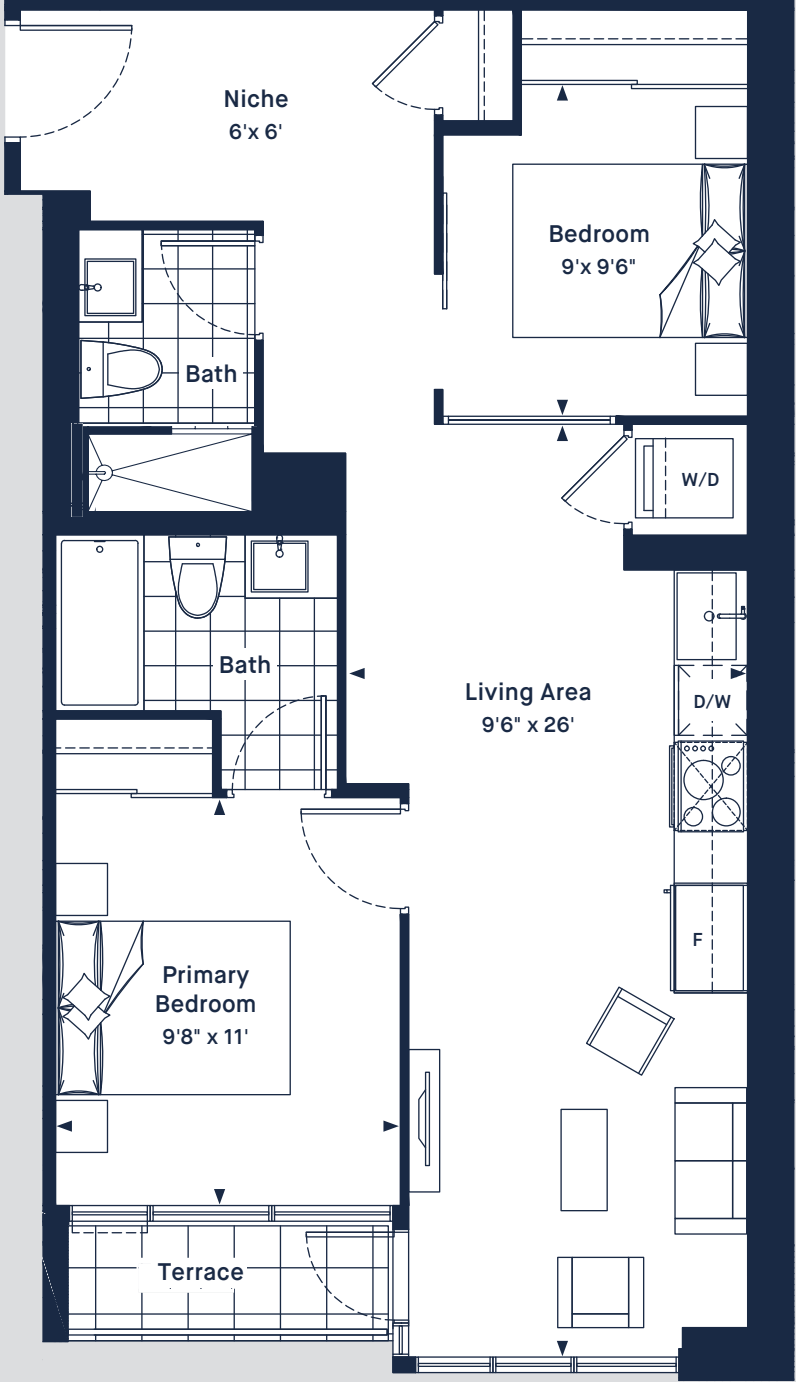 Niche
6'x 6'
Bedroom
9'x 9'6"
Bath
W/D
Bath
Living Area
9'6" x 26'
D/W
F
Primary
Bedroom
9'8" x 11'
Terrace